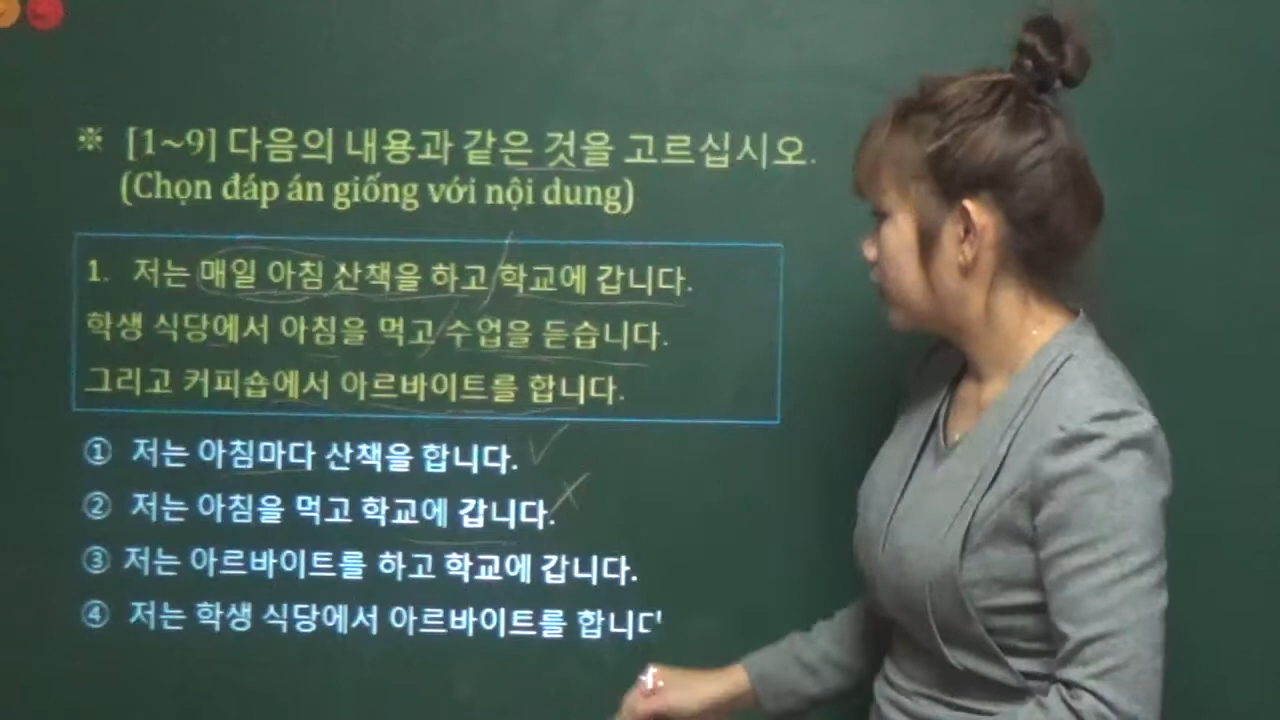 ※ [1~9] 다음의 내용과 같은 것을 고르십시오.
(Chọn đáp án giống với nội dung)
1. 저는 매일 아침 산책을 하고 학교에 갑니다.
학생 식당에서 아침을 먹고 수업을 듣습니다.
그리고 커피숍에서 아르바이트를 합니다.
① 저는 아침마다 산책을 합니다.
② 저는 아침을 먹고 학교에 갑니다.
③ 저는 아르바이트를 하고 학교에 갑니다.
④ 저는 학생 식당에서 아르바이트를